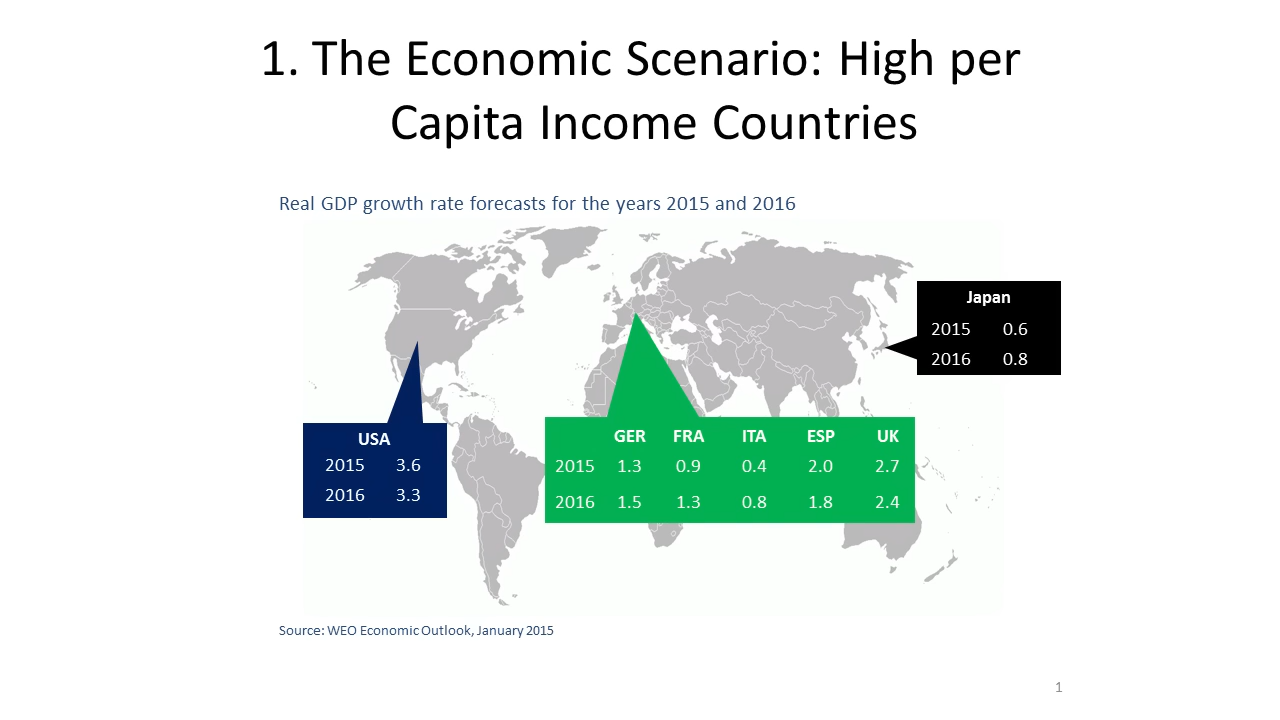 1. The Economic Scenario: High per
Capita Income Countries
Real GDP growth rate forecasts for the years 2015 and 2016
Japan
2015 0.6
2016 0.8
USA
2015 3.6
2016 3.3
GER FRA ITA ESP UK
2015 1.3 0.9 0.4 2.0 2.7
2016 1.5 1.3 0.8 1.8 2.4
Source: WEO Economic Outlook, January 2015
1